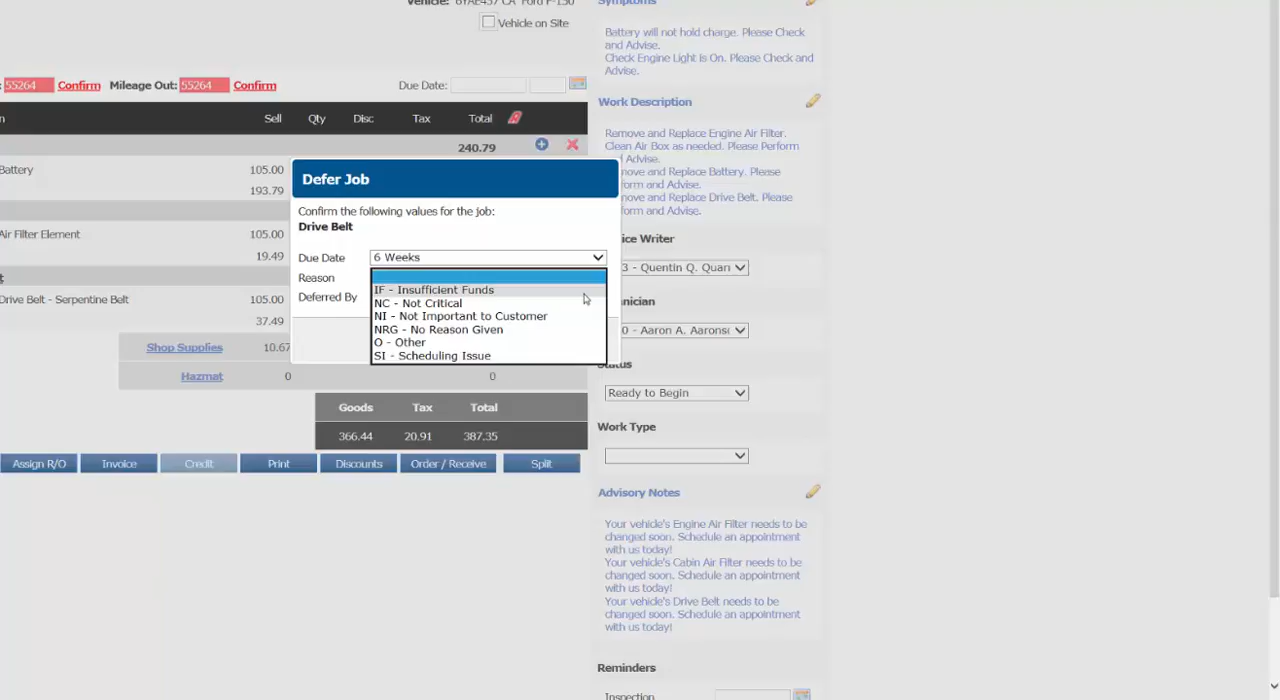 Vehicle: 6YAE457 CA Ford F-150
Vehicle on Site
55264 Confirm Mileage Out: 55264 Confirm Due Date:
n Sell Qty Disc Tax Total
240.79
Battery 105.00
193.79
Air Filter Element 105.00
19.49
Drive Belt - Serpentine Belt 105.00
37.49
Shop Supplies 10.67
Hazmat 0 0
Goods Tax Total
366.44 20.91 387.35
Assign R/O Invoice Credit Print Discounts Order / Receive Split
Defer Job
Confirm the following values for the job:
Drive Belt
Due Date 6 Weeks
Reason
Deferred By
IF - Insufficient Funds
NC - Not Critical
NI - Not Important to Customer
NRG - No Reason Given
O - Other
SI - Scheduling Issue
Symptoms
Battery will not hold charge. Please Check
and Advise.
Check Engine Light is On. Please Check and
Advise.
Work Description
Remove and Replace Engine Air Filter.
Clean Air Box as needed. Please Perform
d Advise.
move and Replace Battery. Please
form and Advise.
move and Replace Drive Belt. Please
form and Advise.
ice Writer
3 - Quentin Q. Quan
nician
0 - Aaron A. Aarons
Status
Ready to Begin
Work Type
Advisory Notes
Your vehicle's Engine Air Filter needs to be
changed soon. Schedule an appointment
with us today!
Your vehicle's Cabin Air Filter needs to be
changed soon. Schedule an appointment
with us today!
Your vehicle's Drive Belt needs to be
changed soon. Schedule an appointment
with us today!
Reminders
Inspection